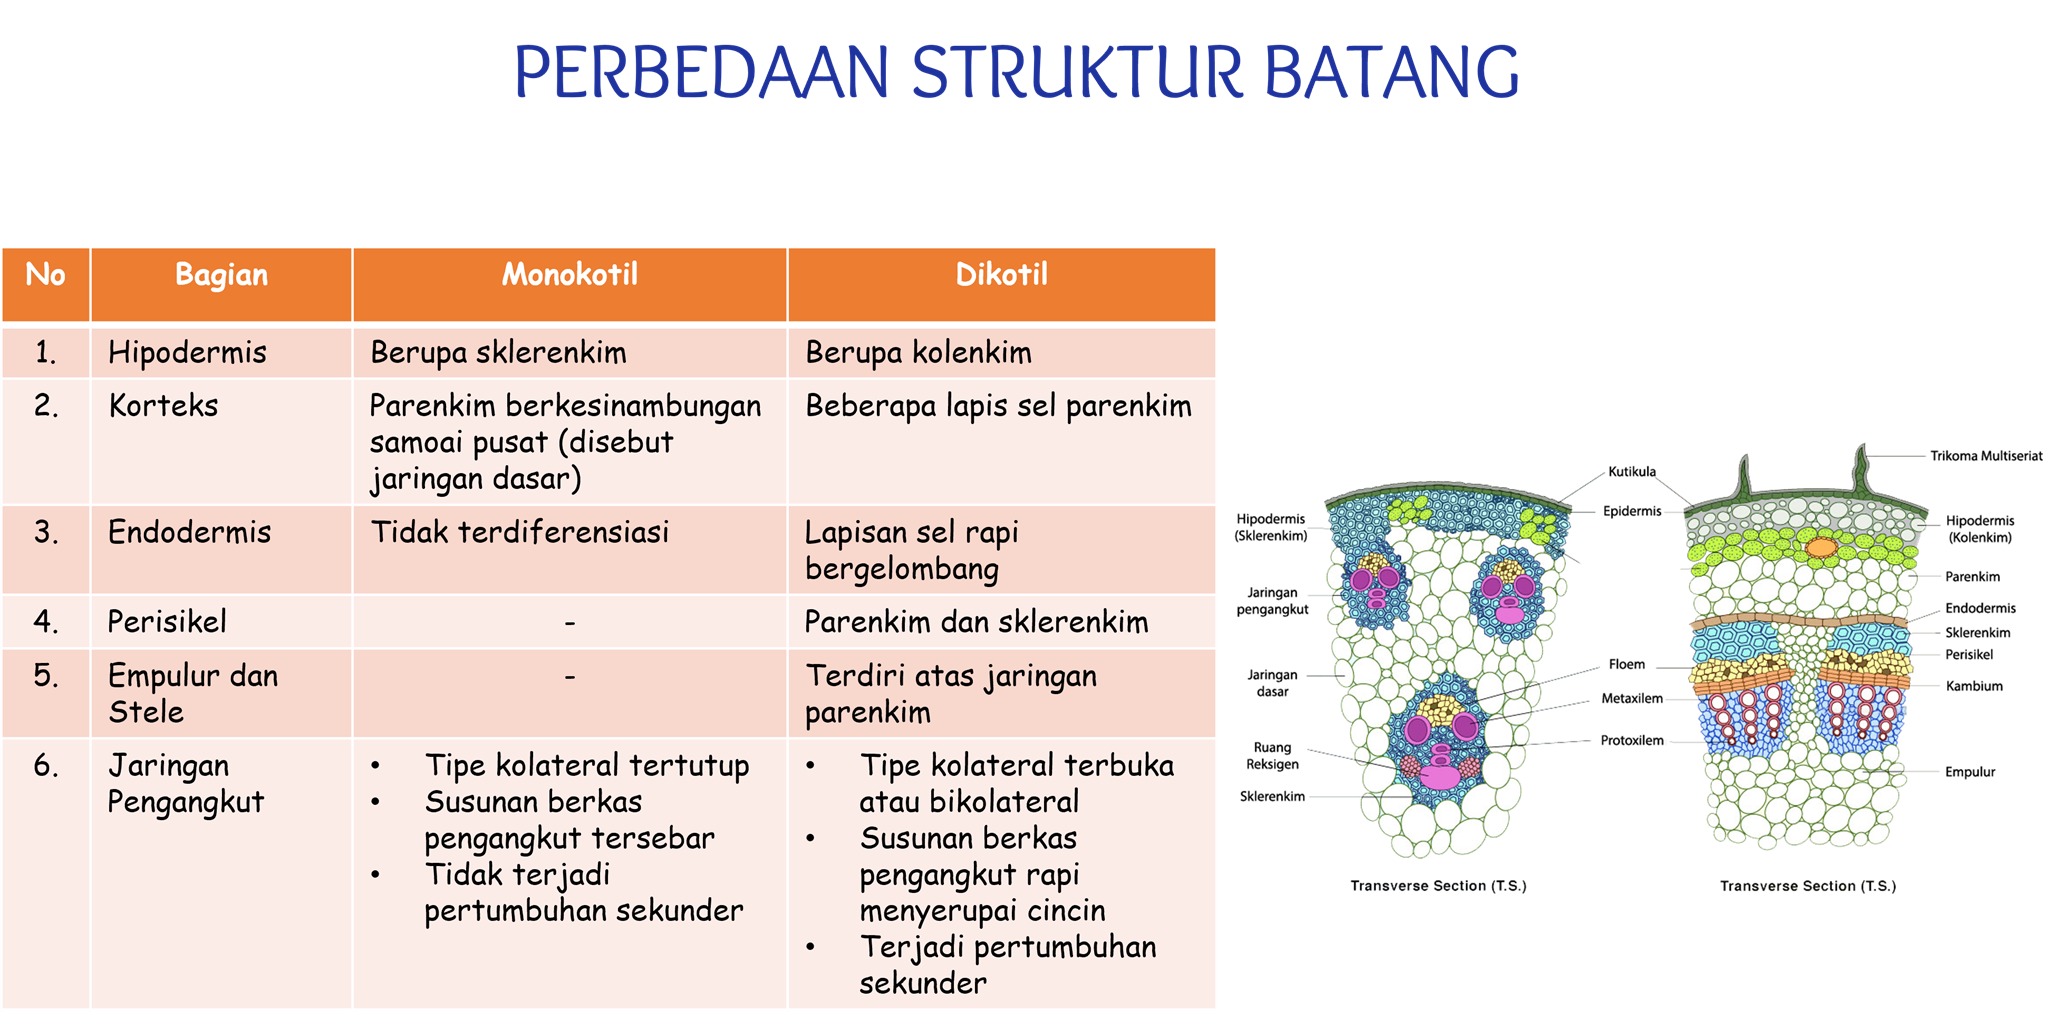 PERBEDAAN STRUKTUR BATANG
No Bagian Monokotil Dikotil
1. Hipodermis Berupa sklerenkim Berupa kolenkim
2. Korteks Parenkim berkesinambungan Beberapa lapis sel parenkim
samoai pusat (disebut
jaringan dasar)
3. Endodermis Tidak terdiferensiasi Lapisan sel rapi
bergelombang
4. Perisikel - Parenkim dan sklerenkim
5. Empulur dan - Terdiri atas jaringan
Stele parenkim
6. Jaringan • Tipe kolateral tertutup • Tipe kolateral terbuka
Pengangkut • Susunan berkas atau bikolateral
pengangkut tersebar • Susunan berkas
• Tidak terjadi pengangkut rapi
pertumbuhan sekunder menyerupai cincin
• Terjadi pertumbuhan
sekunder
Hipodermis
(Sklerenkim)
Jaringan
pengangkut
Jaringan
dasar
Ruang
Reksigen
Sklerenkim
Kutikula
Epidermis
Floem
Metaxilem
Protoxilem
Trikoma Multiseriat
Hipodermis
(Kolenkim)
Parenkim
Endodermis
Sklerenkim
Perisikel
Kambium
Empulur
Transverse Section (T.S.)
Transverse Section (T.S.)